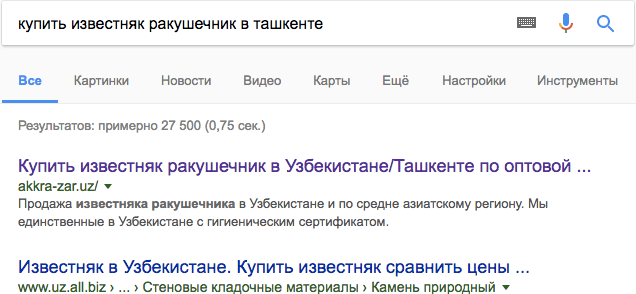 купить известняк ракушечник в ташкенте
Все Картинки Новости Видео Карты Ещё Настройки Инструменты
Результатов: примерно 27 500 (0,75 сек.)
Купить известняк ракушечник в Узбекистане/Ташкенте по оптовой ...
akkra-zar.uz/
Продажа известняка ракушечника в Узбекистане и по средне азиатскому региону. Мы
единственные в Узбекистане с гигиеническим сертификатом.
Известняк в Узбекистане. Купить известняк сравнить цены ...
www.uz.all.biz › ... › Стеновые кладочные материалы › Камень природный